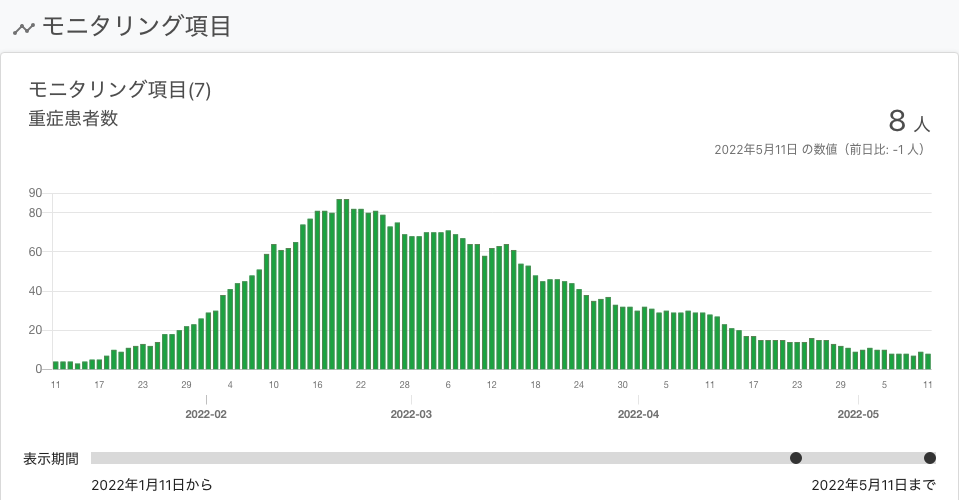 モニタリング項目
モニタリング項目(7)
重症患者数
8 人
2022年5月11日 の数値（前日比: -1 人）
90
80
60
40
20
0
11 17 23 29 4 10 16 22 28 6 12 18 24 30 5 11 17 23 29 5 11
2022-02 2022-03 2022-04 2022-05
表示期間
2022年1月11日から 2022年5月11日まで